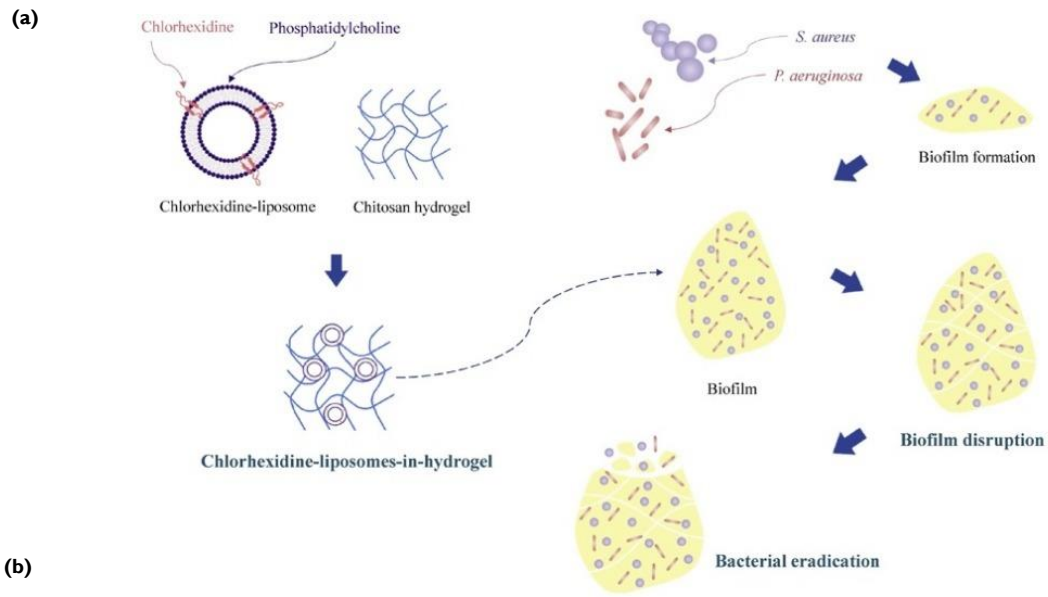 (a)
Chlorhexidine
Phosphatidylcholine
Chlorhexidine-liposome
Chitosan hydrogel
Chlorhexidine-liposomes-in-hydrogel
S. aureus
P. aeruginosa
Biofilm formation
Biofilm
Biofilm disruption
Bacterial eradication
(b)